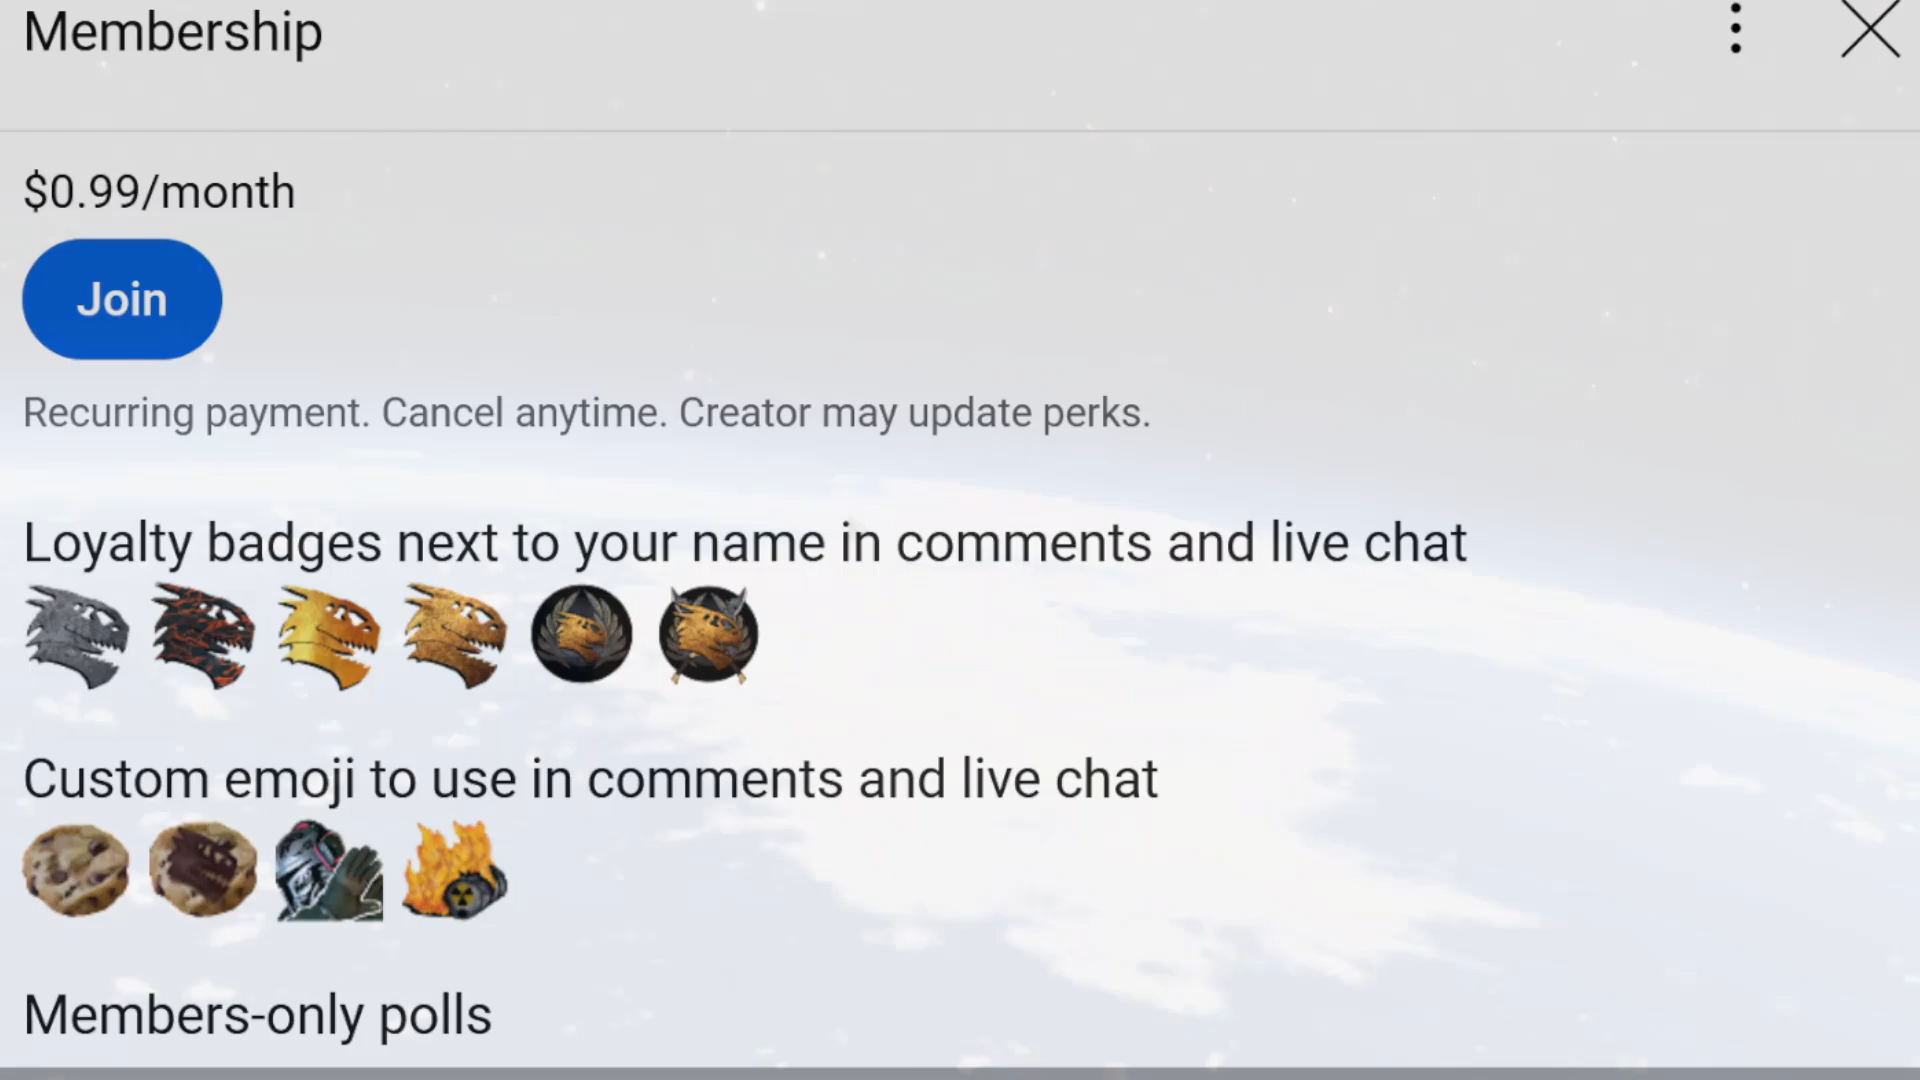 Membership
$0.99/month
Join
Recurring payment. Cancel anytime. Creator may update perks.
Loyalty badges next to your name in comments and live chat
Custom emoji to use in comments and live chat
Members-only polls